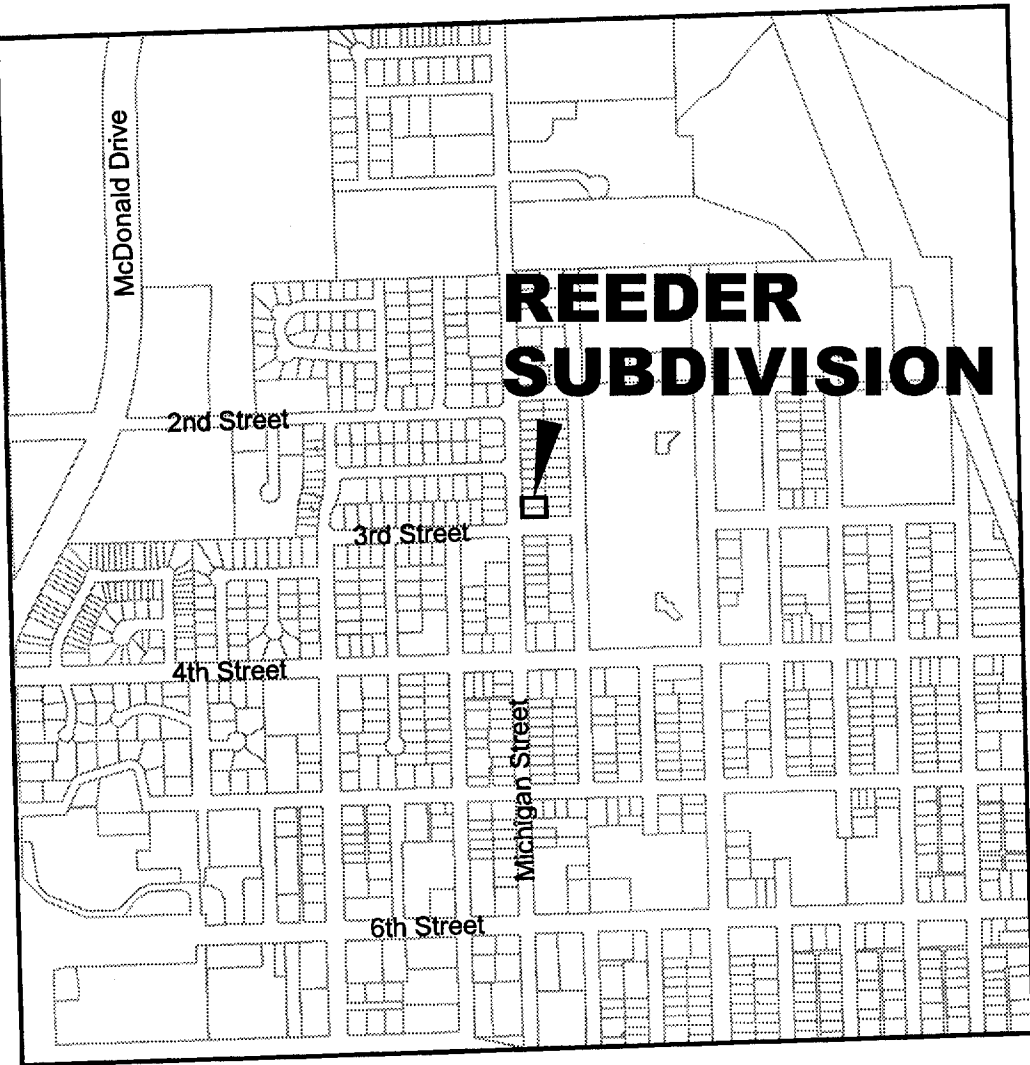 McDonald Drive
REEDER
SUBDIVISION
2nd Street
3rd Street
4th Street
Michigan Street
6th Street